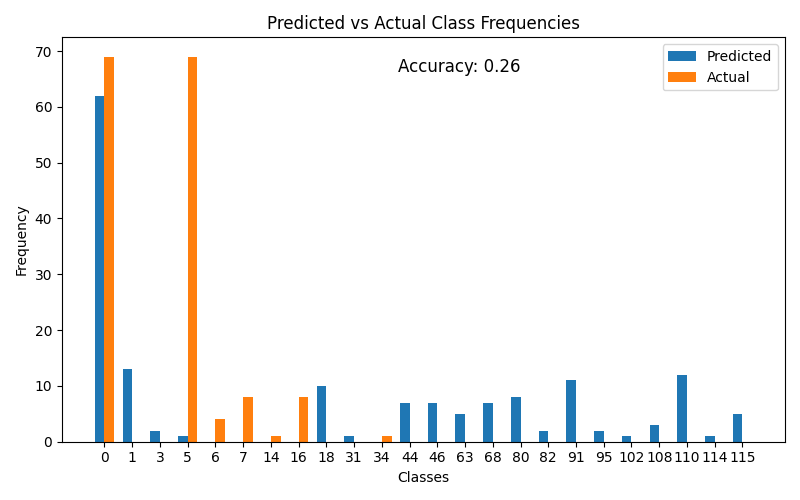 Predicted vs Actual Class Frequencies
Accuracy: 0.26
Predicted
Actual
Frequency
70
60
50
40
30
20
10
0
0 1 3 5 6 7 14 16 18 31 34 44 46 63 68 80 82 91 95 102 108 110 114 115
Classes